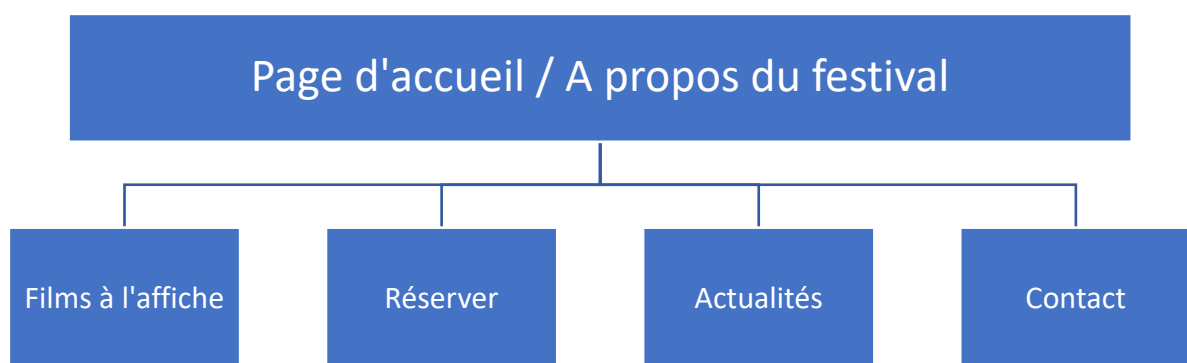 Page d'accueil / A propos du festival
Films à l'affiche
Réserver
Actualités
Contact